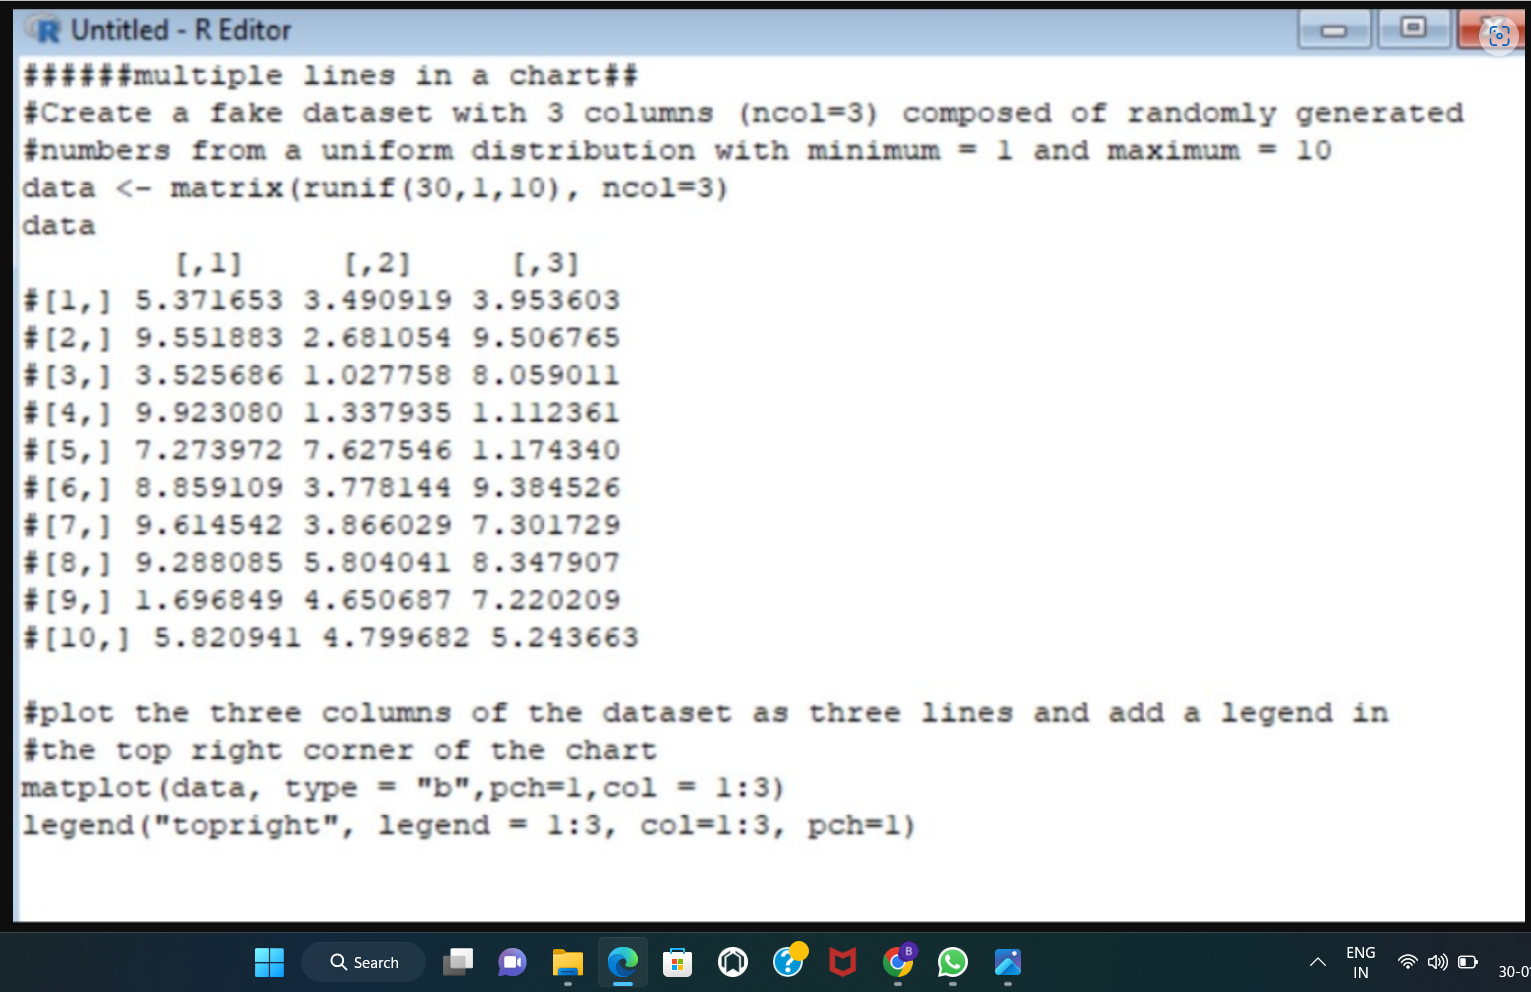 Untitled - R Editor
######multiple lines in a chart##
#Create a fake dataset with 3 columns (ncol=3) composed of randomly generated
#numbers from a uniform distribution with minimum = 1 and maximum = 10
data <- matrix(runif(30,1,10), ncol=3)
data
[,1] [,2] [,3]
#[1,] 5.371653 3.490919 3.953603
#[2,] 9.551883 2.681054 9.506765
#[3,] 3.525686 1.027758 8.059011
#[4,] 9.923080 1.337935 1.112361
#[5,] 7.273972 7.627546 1.174340
#[6,] 8.859109 3.778144 9.384526
#[7,] 9.614542 3.866029 7.301729
#[8,] 9.288085 5.804041 8.347907
#[9,] 1.696849 4.650687 7.220209
#[10,] 5.820941 4.799682 5.243663
#plot the three columns of the dataset as three lines and add a legend in
#the top right corner of the chart
matplot(data, type = "b",pch=1,col = 1:3)
legend("topright", legend = 1:3, col=1:3, pch=1)
Search
B
ENG
IN
30-0